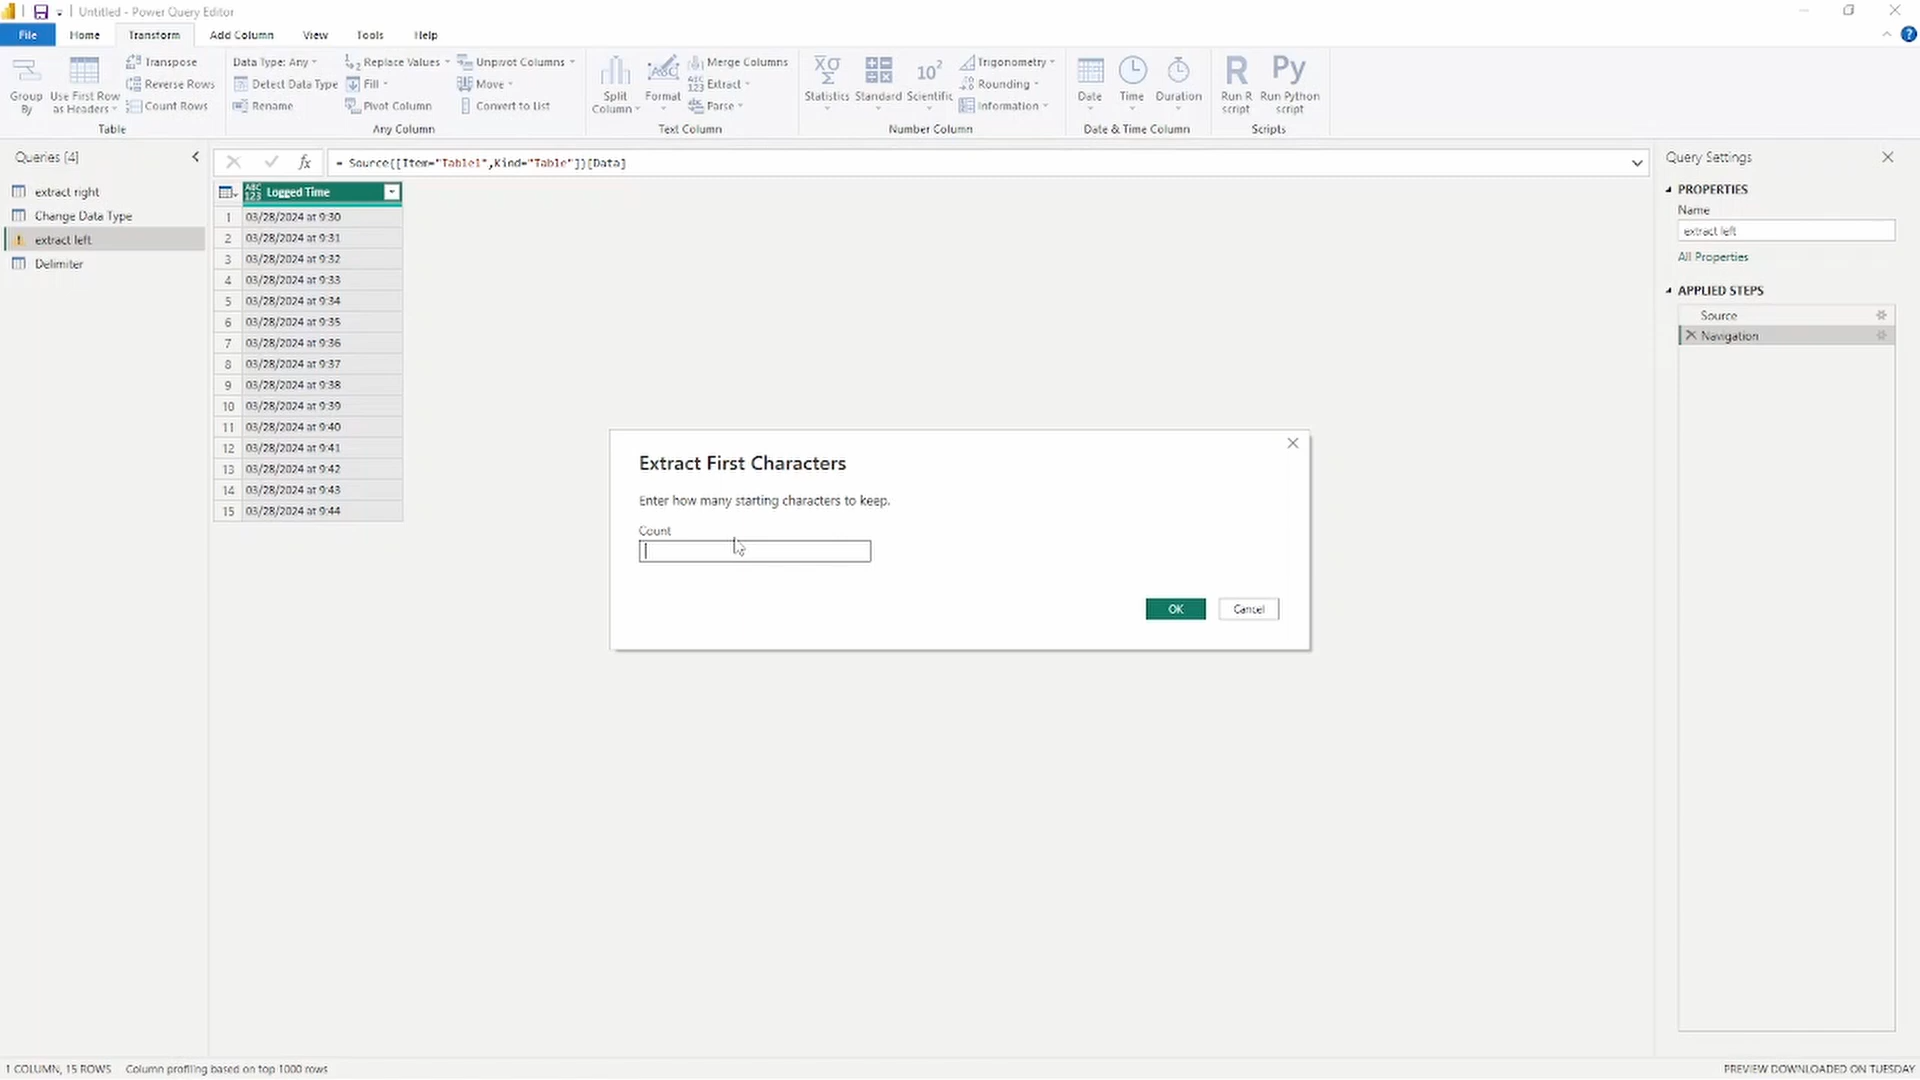 Untitled - Power Query Editor
File Home Transform Add Column View Tools Help
Group By
Use First Row as Headers
Transpose
Reverse Rows
Count Rows
Table
Data Type: Any
Detect Data Type
Rename
Replace Values
Fill
Pivot Column
Unpivot Columns
Move
Convert to List
Any Column
Split Column
Format
Merge Columns
Extract
Parse
Text Column
Statistics
Standard
Scientific
Trigonometry
Rounding
Information
Number Column
Date
Time
Duration
Date & Time Column
Run R script
Run Python script
Scripts
Queries [4]
extract right
Change Data Type
extract left
Delimiter
= Source{[Item="Table1",Kind="Table"]}[Data]
ABC 123 Logged Time
1 03/28/2024 at 9:30
2 03/28/2024 at 9:31
3 03/28/2024 at 9:32
4 03/28/2024 at 9:33
5 03/28/2024 at 9:34
6 03/28/2024 at 9:35
7 03/28/2024 at 9:36
8 03/28/2024 at 9:37
9 03/28/2024 at 9:38
10 03/28/2024 at 9:39
11 03/28/2024 at 9:40
12 03/28/2024 at 9:41
13 03/28/2024 at 9:42
14 03/28/2024 at 9:43
15 03/28/2024 at 9:44
Extract First Characters
Enter how many starting characters to keep.
Count
OK Cancel
Query Settings
PROPERTIES
Name
extract left
All Properties
APPLIED STEPS
Source
Navigation
1 COLUMN, 15 ROWS Column profiling based on top 1000 rows
PREVIEW DOWNLOADED ON TUESDAY